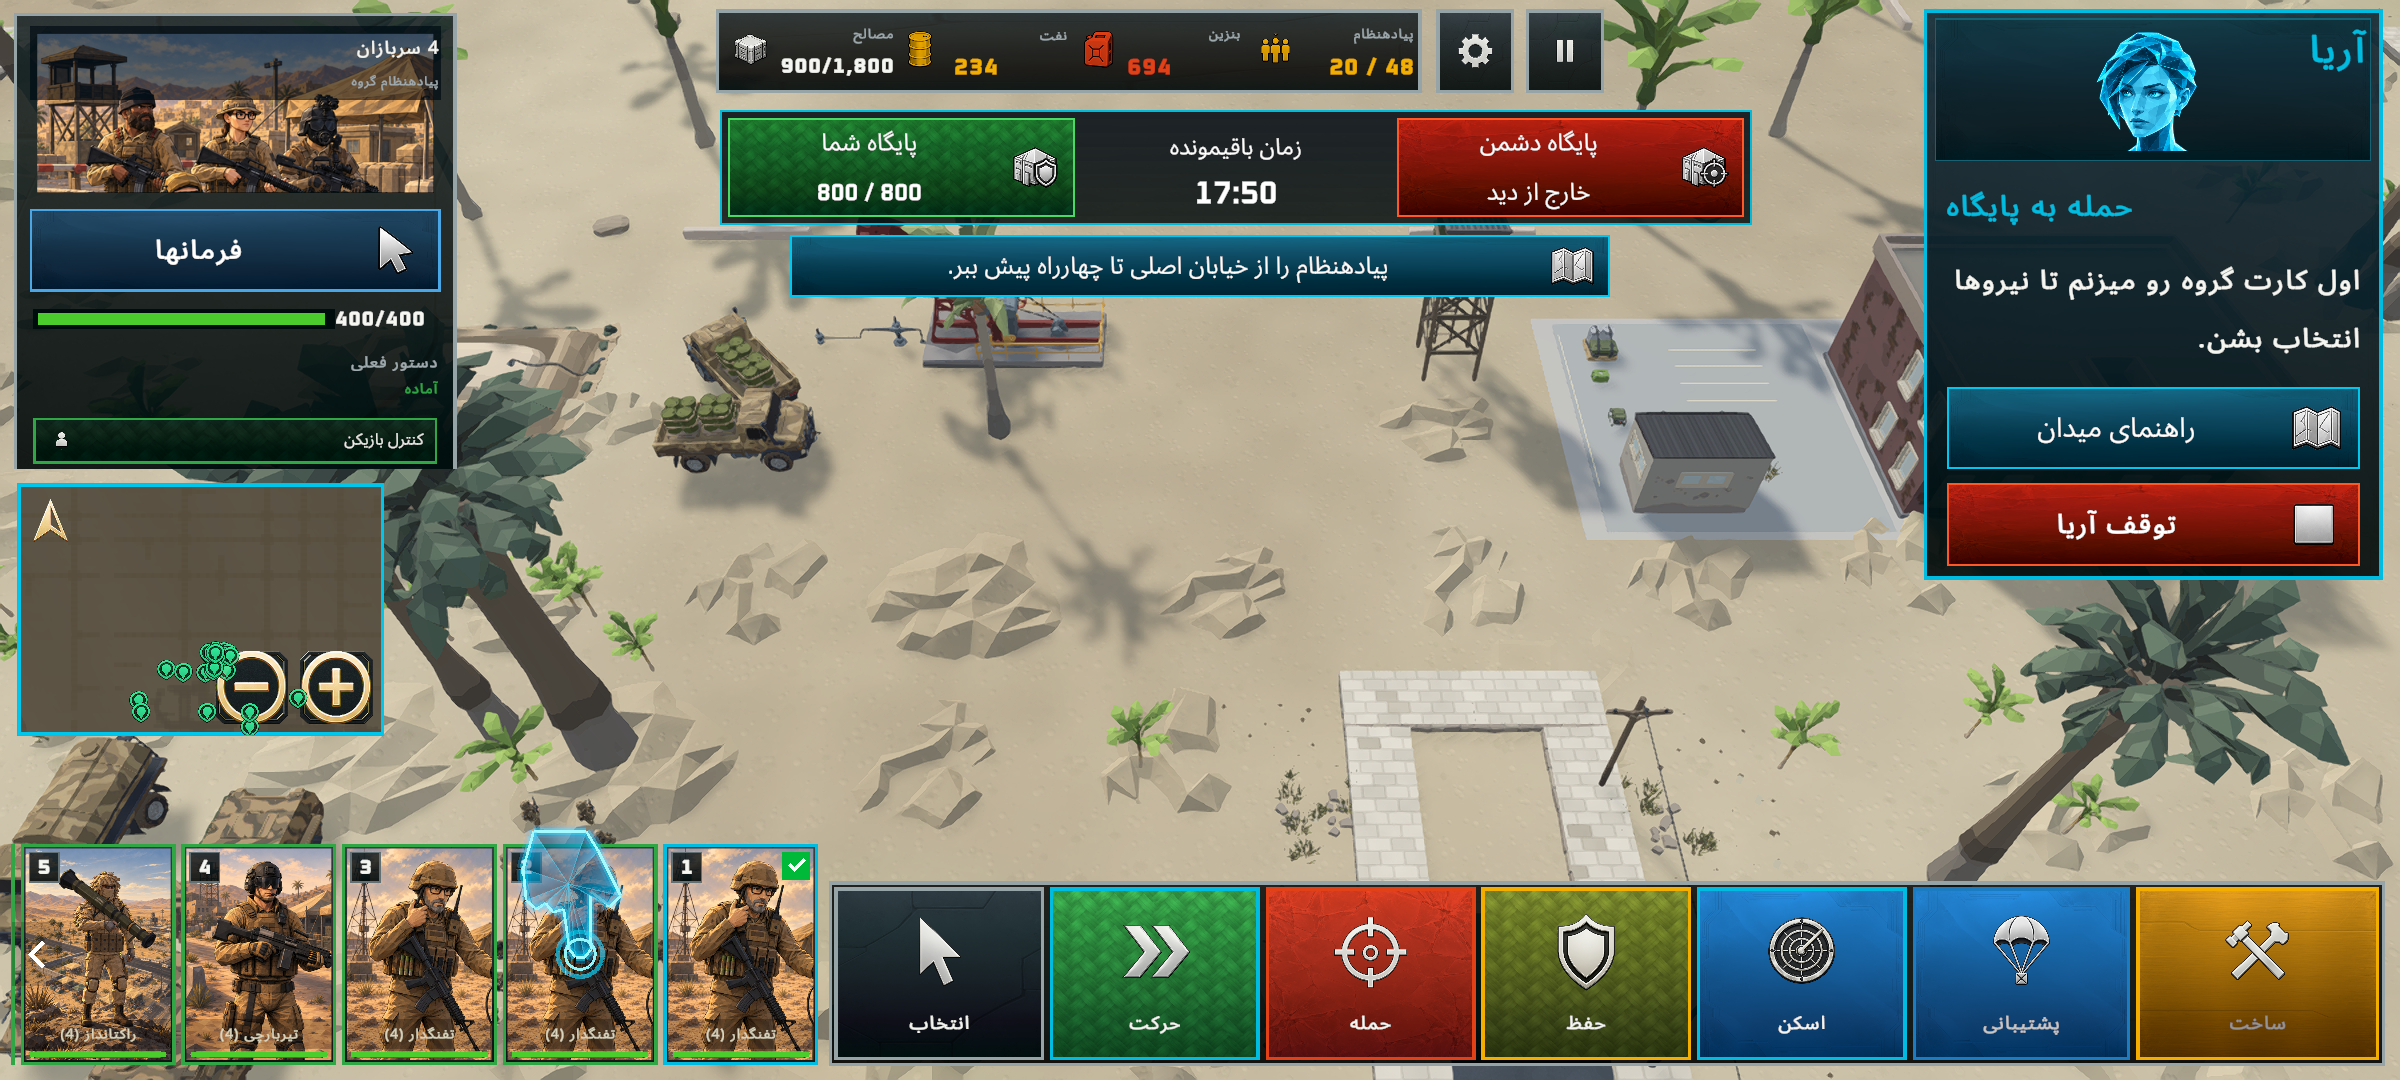 4 سربازان
پیادهنظام گروه
فرمانها
400/400
دستور فعلی
آماده
کنترل بازیکن
مصالح
900/1,800
نفت
234
بنزین
694
پیادهنظام
20 / 48
پایگاه شما
800 / 800
زمان باقیمونده
17:50
پایگاه دشمن
خارج از دید
پیادهنظام را از خیابان اصلی تا چهارراه پیش ببر.
آریا
حمله به پایگاه
اول کارت گروه رو میزنم تا نیروها
انتخاب بشن.
راهنمای میدان
توقف آریا
5
راکتانداز (4)
4
تیربارچی (4)
3
تفنگدار (4)
2
تفنگدار (4)
1
تفنگدار (4)
انتخاب
حرکت
حمله
حفظ
اسکن
پشتیبانی
ساخت